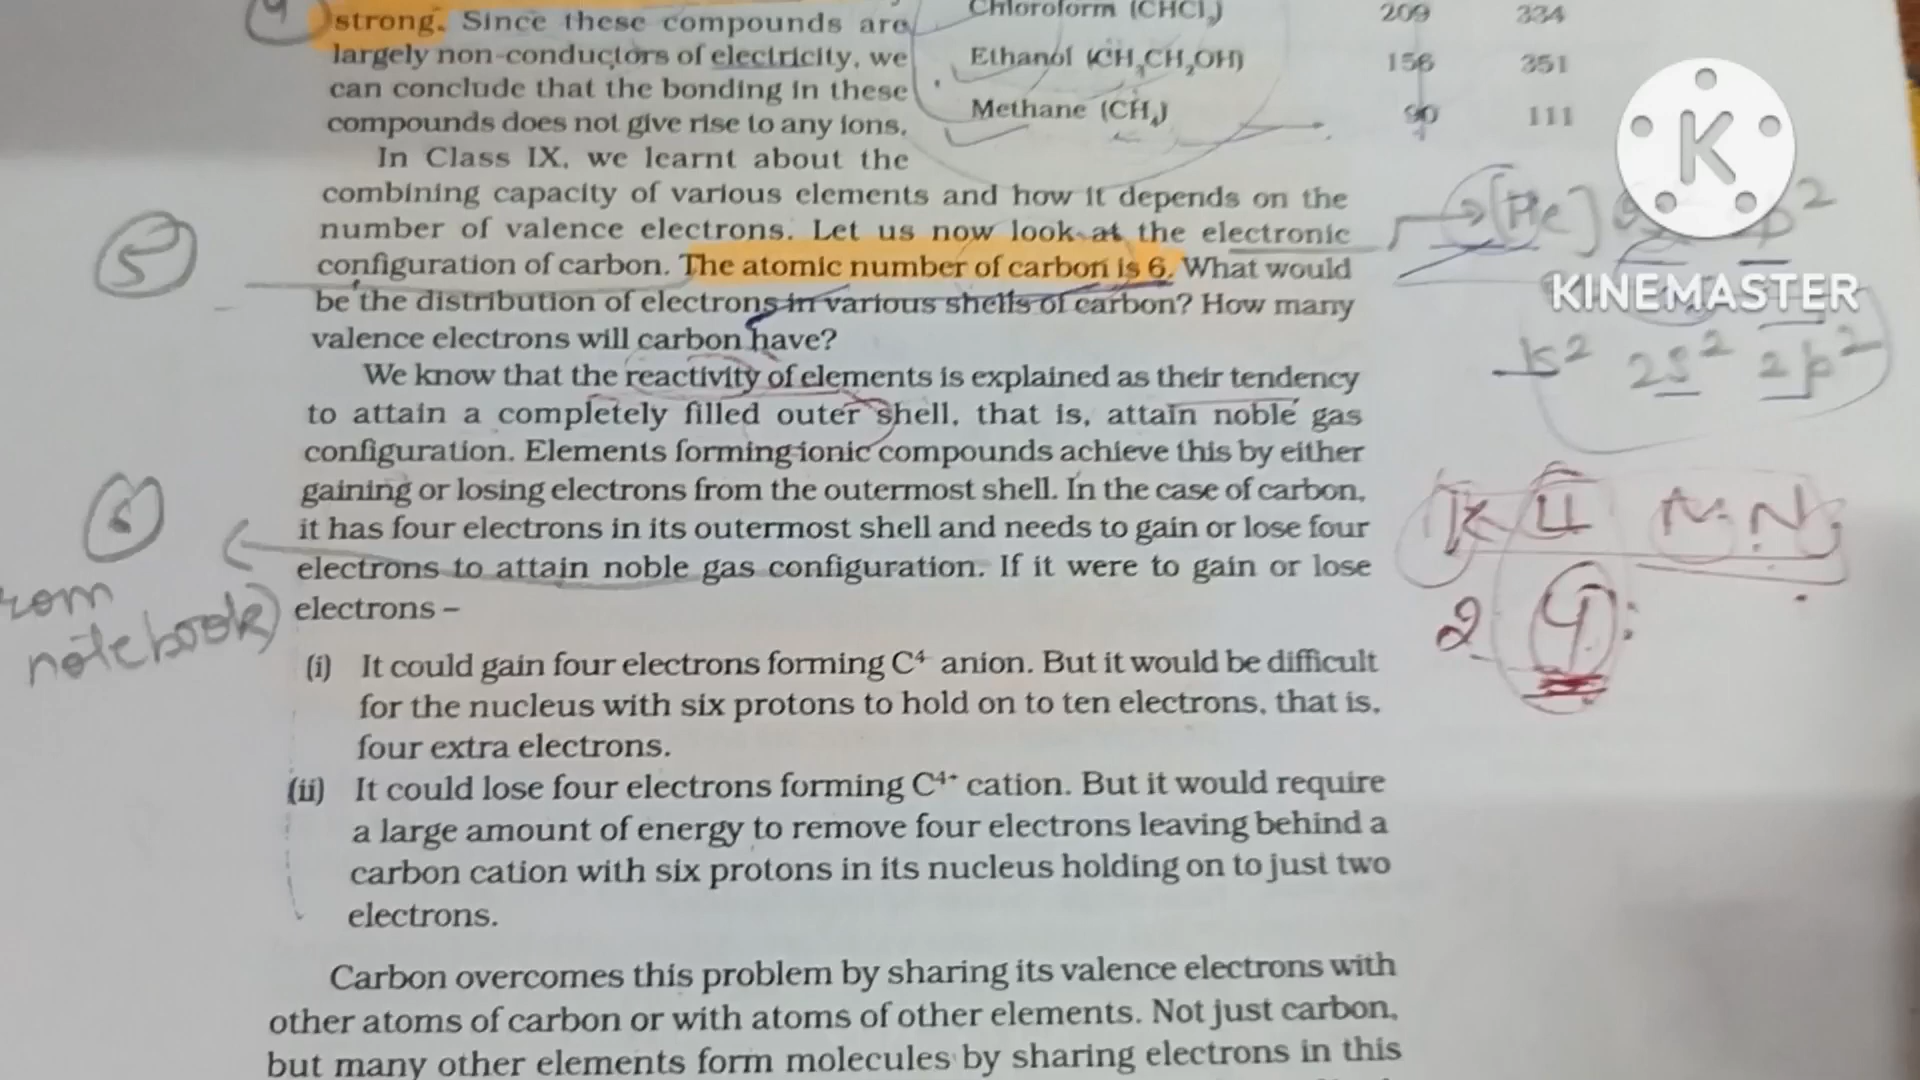 strong. Since these compounds are
largely non-conductors of electricity, we
can conclude that the bonding in these
compounds does not give rise to any ions.
Chloroform (CHCl₃) 209 334
Ethanol (CH₃CH₂OH) 156 351
Methane (CH₄) 90 111
In Class IX, we learnt about the
combining capacity of various elements and how it depends on the
number of valence electrons. Let us now look at the electronic
configuration of carbon. The atomic number of carbon is 6. What would
be the distribution of electrons in various shells of carbon? How many
valence electrons will carbon have?
We know that the reactivity of elements is explained as their tendency
to attain a completely filled outer shell, that is, attain noble gas
configuration. Elements forming ionic compounds achieve this by either
gaining or losing electrons from the outermost shell. In the case of carbon,
it has four electrons in its outermost shell and needs to gain or lose four
electrons to attain noble gas configuration. If it were to gain or lose
electrons –
(i) It could gain four electrons forming C⁴⁻ anion. But it would be difficult
for the nucleus with six protons to hold on to ten electrons, that is,
four extra electrons.
(ii) It could lose four electrons forming C⁴⁺ cation. But it would require
a large amount of energy to remove four electrons leaving behind a
carbon cation with six protons in its nucleus holding on to just two
electrons.
Carbon overcomes this problem by sharing its valence electrons with
other atoms of carbon or with atoms of other elements. Not just carbon,
but many other elements form molecules by sharing electrons in this
4
5
6
notebook)
K
KINEMASTER
[He]
1s² 2s² 2p²
K L M N
2 4